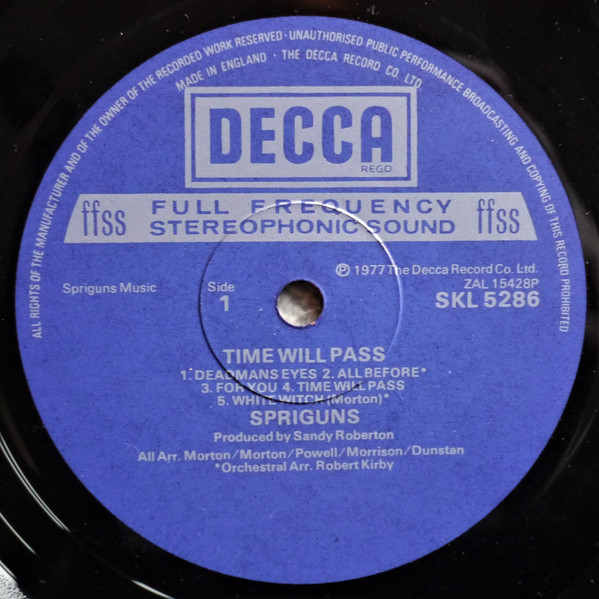 ALL RIGHTS OF THE MANUFACTURER AND OF THE OWNER OF THE RECORDED WORK RESERVED · UNAUTHORISED PUBLIC PERFORMANCE BROADCASTING AND COPYING OF THIS RECORD PROHIBITED
MADE IN ENGLAND · THE DECCA RECORD CO. LTD.
DECCA
REGD
ffss FULL FREQUENCY STEREOPHONIC SOUND ffss
℗ 1977 The Decca Record Co. Ltd.
Spriguns Music
Side
1
ZAL 15428P
SKL 5286
TIME WILL PASS
1. DEADMANS EYES 2. ALL BEFORE*
3. FOR YOU 4. TIME WILL PASS
5. WHITE WITCH (Morton)*
SPRIGUNS
Produced by Sandy Roberton
All Arr. Morton/Morton/Powell/Morrison/Dunstan
*Orchestral Arr. Robert Kirby